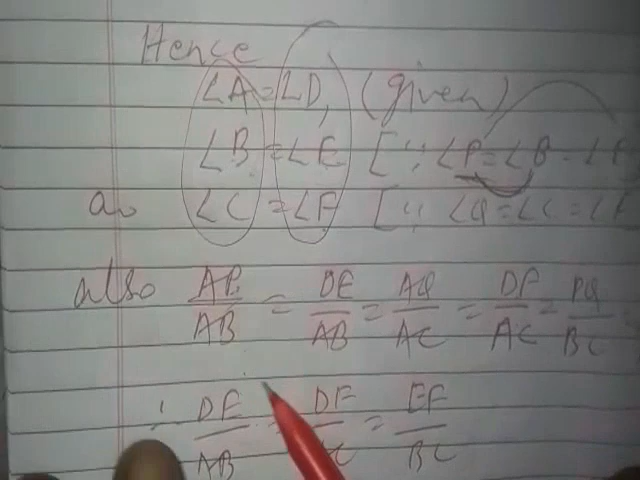 Hence
∠A = ∠D, (given)
∠B = ∠E [∵ ∠P = ∠B = ∠
∠C = ∠F [∵ ∠Q = ∠C = ∠
also AP/AB = DE/AB = AQ/AC = DF/AC = PQ/BC =
∴ DE/AB = DF/AC = EF/BC